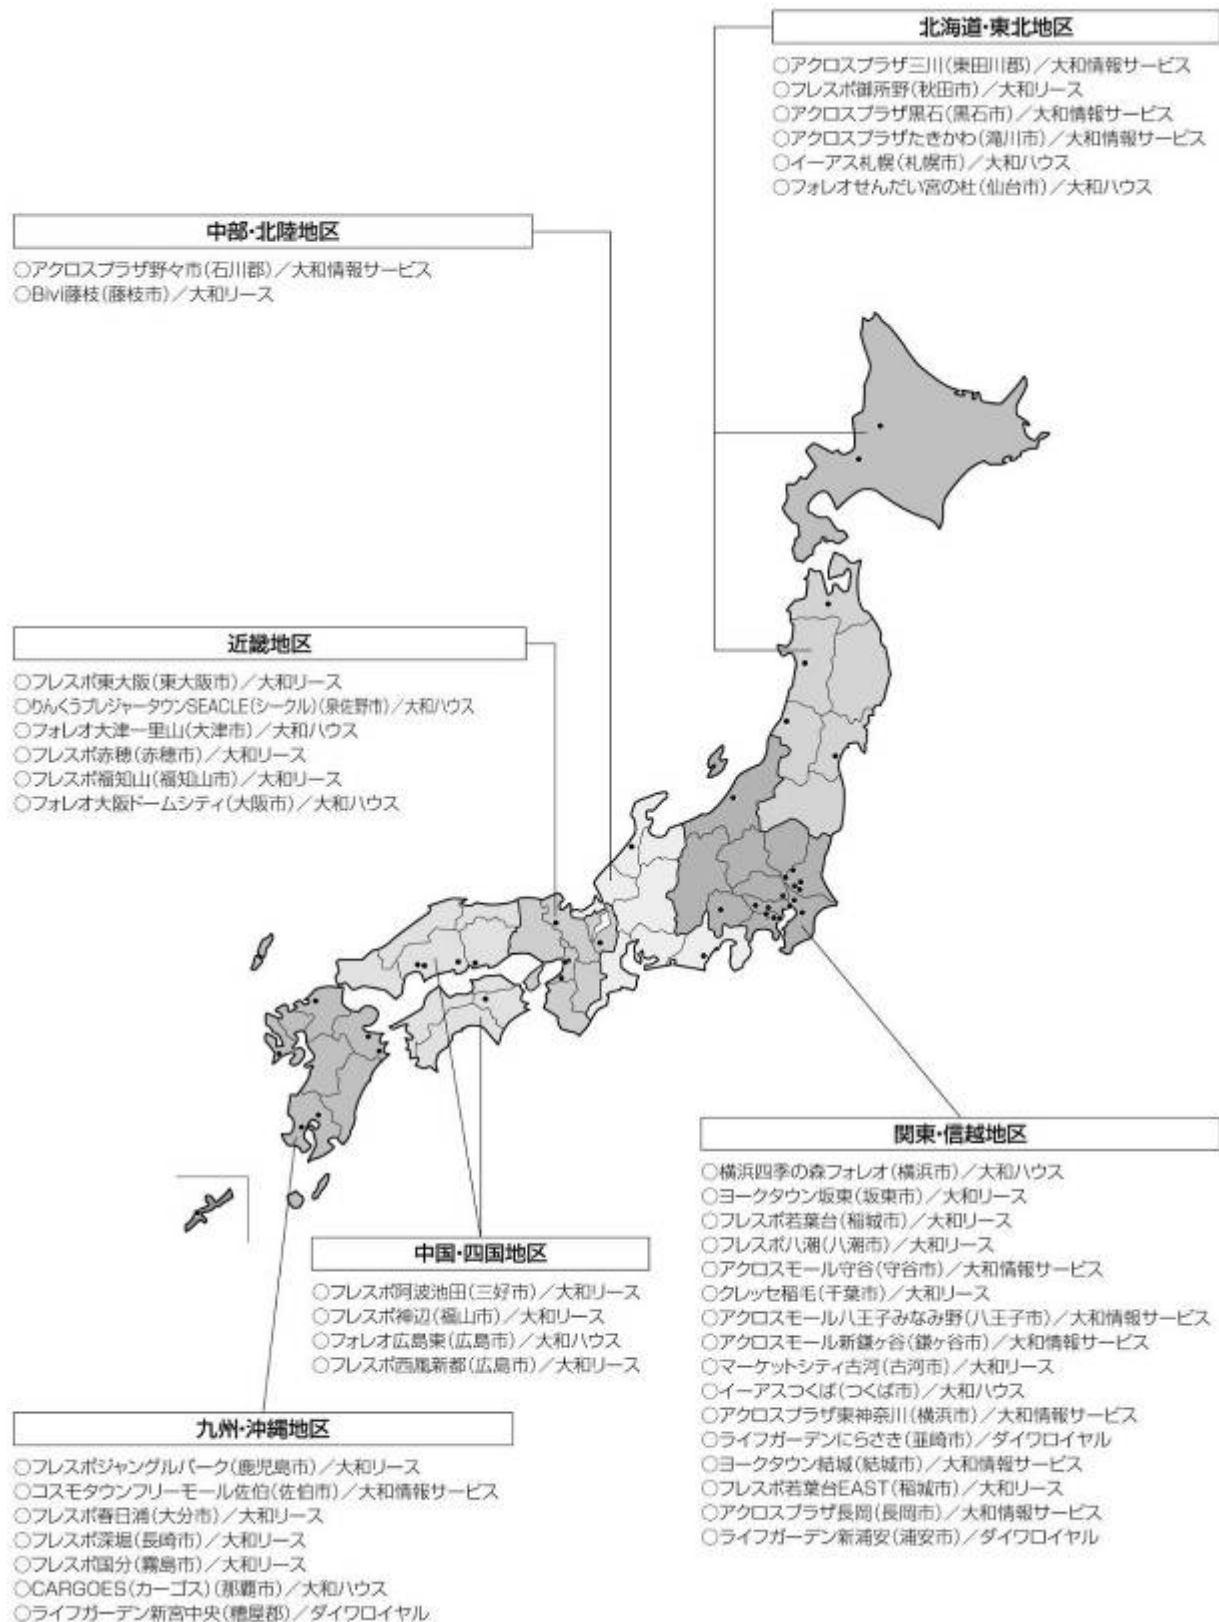 北海道・東北地区
○アクロスプラザ三川(東田川郡)／大和情報サービス
○フレスポ御所野(秋田市)／大和リース
○アクロスプラザ黒石(黒石市)／大和情報サービス
○アクロスプラザたきかわ(滝川市)／大和情報サービス
○イーアス札幌(札幌市)／大和ハウス
○フォレオせんだい宮の杜(仙台市)／大和ハウス
中部・北陸地区
○アクロスプラザ野々市(石川郡)／大和情報サービス
○Bivi藤枝(藤枝市)／大和リース
近畿地区
○フレスポ東大阪(東大阪市)／大和リース
○りんくうプレジャータウンSEACLE(シークル)(泉佐野市)／大和ハウス
○フォレオ大津一里山(大津市)／大和ハウス
○フレスポ赤穂(赤穂市)／大和リース
○フレスポ福知山(福知山市)／大和リース
○フォレオ大阪ドームシティ(大阪市)／大和ハウス
関東・信越地区
○横浜四季の森フォレオ(横浜市)／大和ハウス
○ヨークタウン坂東(坂東市)／大和リース
○フレスポ若葉台(稲城市)／大和リース
○フレスポ八潮(八潮市)／大和リース
○アクロスモール守谷(守谷市)／大和情報サービス
○クレッセ稲毛(千葉市)／大和リース
○アクロスモール八王子みなみ野(八王子市)／大和情報サービス
○アクロスモール新鎌ヶ谷(鎌ヶ谷市)／大和情報サービス
○マーケットシティ古河(古河市)／大和リース
○イーアスつくば(つくば市)／大和ハウス
○アクロスプラザ東神奈川(横浜市)／大和情報サービス
○ライフガーデンにらさき(韮崎市)／ダイワロイヤル
○ヨークタウン結城(結城市)／大和情報サービス
○フレスポ若葉台EAST(稲城市)／大和リース
○アクロスプラザ長岡(長岡市)／大和情報サービス
○ライフガーデン新浦安(浦安市)／ダイワロイヤル
中国・四国地区
○フレスポ阿波池田(三好市)／大和リース
○フレスポ神辺(福山市)／大和リース
○フォレオ広島東(広島市)／大和ハウス
○フレスポ西風新都(広島市)／大和リース
九州・沖縄地区
○フレスポジャングルパーク(鹿児島市)／大和リース
○コスモタウンフリーモール佐伯(佐伯市)／大和情報サービス
○フレスポ春日浦(大分市)／大和リース
○フレスポ深堀(長崎市)／大和リース
○フレスポ国分(霧島市)／大和リース
○CARGOES(カーゴス)(那覇市)／大和ハウス
○ライフガーデン新宮中央(糟屋郡)／ダイワロイヤル